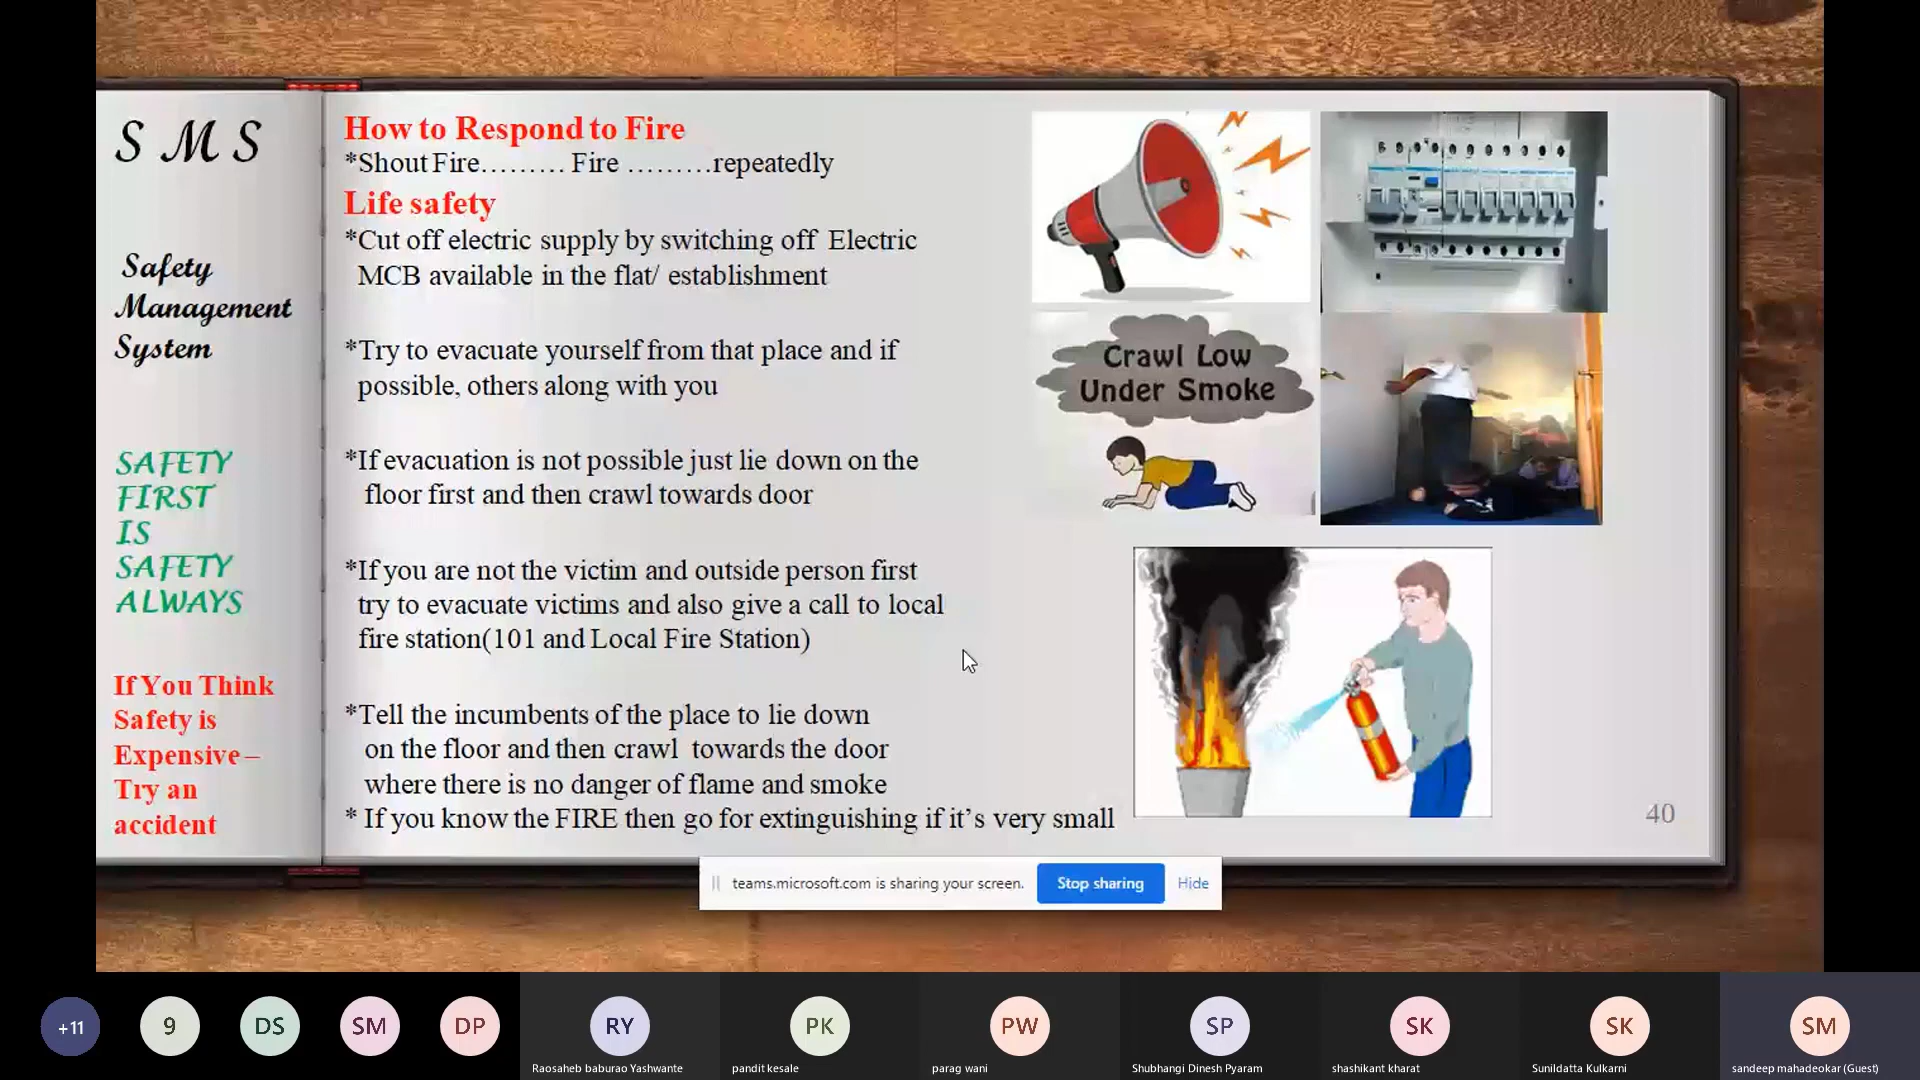 S M S
Safety
Management
System
SAFETY
FIRST
IS
SAFETY
ALWAYS
If You Think
Safety is
Expensive –
Try an
accident
How to Respond to Fire
*Shout Fire……… Fire ………repeatedly
Life safety
*Cut off electric supply by switching off Electric
MCB available in the flat/ establishment
*Try to evacuate yourself from that place and if
possible, others along with you
*If evacuation is not possible just lie down on the
floor first and then crawl towards door
*If you are not the victim and outside person first
try to evacuate victims and also give a call to local
fire station(101 and Local Fire Station)
*Tell the incumbents of the place to lie down
on the floor and then crawl towards the door
where there is no danger of flame and smoke
* If you know the FIRE then go for extinguishing if it’s very small
Crawl Low
Under Smoke
40
teams.microsoft.com is sharing your screen.
Stop sharing
Hide
+11
9
DS
SM
DP
RY
Raosaheb baburao Yashwante
PK
pandit kesale
PW
parag wani
SP
Shubhangi Dinesh Pyaram
SK
shashikant kharat
SK
Sunildatta Kulkarni
SM
sandeep mahadeokar (Guest)